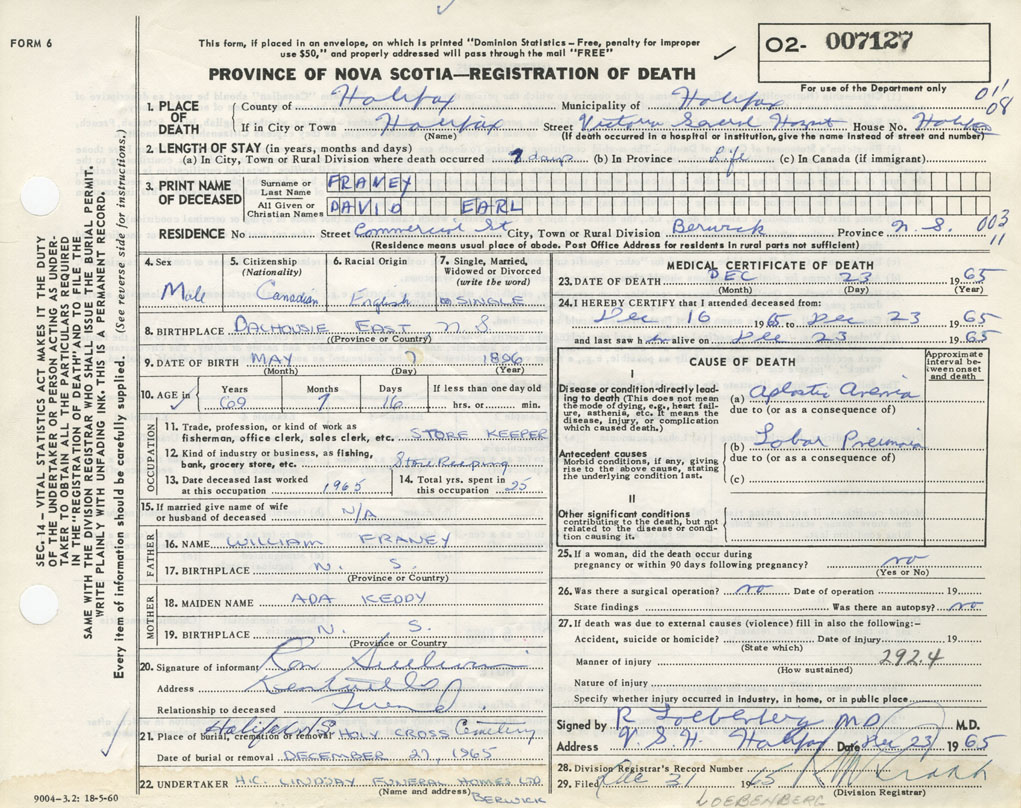 FORM 6
This form, if placed in an envelope, on which is printed "Dominion Statistics – Free, penalty for improper
use $50," and properly addressed will pass through the mail "FREE"
O2- 007127
PROVINCE OF NOVA SCOTIA—REGISTRATION OF DEATH
For use of the Department only
1. PLACE OF DEATH
County of Halifax Municipality of Halifax
If in City or Town Halifax Street Victoria House No.
(Name) (If death occurred in a hospital or institution, give the name instead of street and number)
2. LENGTH OF STAY (in years, months and days)
(a) In City, Town or Rural Division where death occurred 7 days (b) In Province Life (c) In Canada (if immigrant)
3. PRINT NAME OF DECEASED
Surname or Last Name FRANEY
All Given or Christian Names DAVID EARL
RESIDENCE No Street Commercial St City, Town or Rural Division Berwick Province N.S.
003
11
(Residence means usual place of abode. Post Office Address for residents in rural parts not sufficient)
4. Sex Male
5. Citizenship (Nationality) Canadian
6. Racial Origin English
7. Single, Married, Widowed or Divorced (write the word) SINGLE
8. BIRTHPLACE DALHOUSIE EAST, N.S
(Province or Country)
9. DATE OF BIRTH MAY 7 1896
(Month) (Day) (Year)
10. AGE in Years 69 Months 7 Days 16 If less than one day old hrs. or min.
OCCUPATION
11. Trade, profession, or kind of work as fisherman, office clerk, sales clerk, etc. STORE KEEPER
12. Kind of industry or business, as fishing, bank, grocery store, etc. Storekeeping
13. Date deceased last worked at this occupation 1965
14. Total yrs. spent in this occupation 25
15. If married give name of wife or husband of deceased N/A
FATHER
16. NAME WILLIAM FRANEY
17. BIRTHPLACE N. S.
(Province or Country)
MOTHER
18. MAIDEN NAME ADA KEDDY
19. BIRTHPLACE N. S.
(Province or Country)
20. Signature of informant Ron
Address Kentville
Relationship to deceased Friend
21. Place of burial, cremation or removal Halifax N.S. HOLY CROSS Cemetery
Date of burial or removal DECEMBER 27, 1965
22. UNDERTAKER H.C. LINDSAY FUNERAL HOMES LTD.
(Name and address) BERWICK
9004–3.2: 18-5-60
MEDICAL CERTIFICATE OF DEATH
23. DATE OF DEATH DEC 23 1965
(Month) (Day) (Year)
24. I HEREBY CERTIFY that I attended deceased from:
Dec 16 1965 to Dec 23 1965
and last saw him alive on Dec 23 1965
CAUSE OF DEATH
Approximate interval between onset and death
I
Disease or condition directly leading to death (This does not mean the mode of dying, e.g., heart failure, asthenia, etc. It means the disease, injury, or complication which caused death.)
(a) Aplastic Anemia
due to (or as a consequence of)
Antecedent causes
Morbid conditions, if any, giving rise to the above cause, stating the underlying condition last.
(b) Lobar Pneumonia
due to (or as a consequence of)
(c)
II
Other significant conditions
contributing to the death, but not related to the disease or condition causing it.
25. If a woman, did the death occur during pregnancy or within 90 days following pregnancy? no
(Yes or No)
26. Was there a surgical operation? no Date of operation 19
State findings Was there an autopsy? no
27. If death was due to external causes (violence) fill in also the following:–
Accident, suicide or homicide? Date of injury 19
(State which)
Manner of injury 292.4
(How sustained)
Nature of injury
Specify whether injury occurred in industry, in home, or in public place
Signed by R Loebenberg M.D. M.D.
Address V.G.H. Halifax Date Dec 23 1965
28. Division Registrar's Record Number
29. Filed Dec 31 1965
(Division Registrar)
LOEBENBERG
SEC. 14 – VITAL STATISTICS ACT MAKES IT THE DUTY
OF THE UNDERTAKER OR PERSON ACTING AS UNDER-
TAKER TO OBTAIN ALL THE PARTICULARS REQUIRED
IN THE "REGISTRATION OF DEATH" AND TO FILE THE
SAME WITH THE DIVISION REGISTRAR WHO SHALL ISSUE THE BURIAL PERMIT.
WRITE PLAINLY WITH UNFADING INK. THIS IS A PERMANENT RECORD.
Every item of information should be carefully supplied. (See reverse side for instructions.)